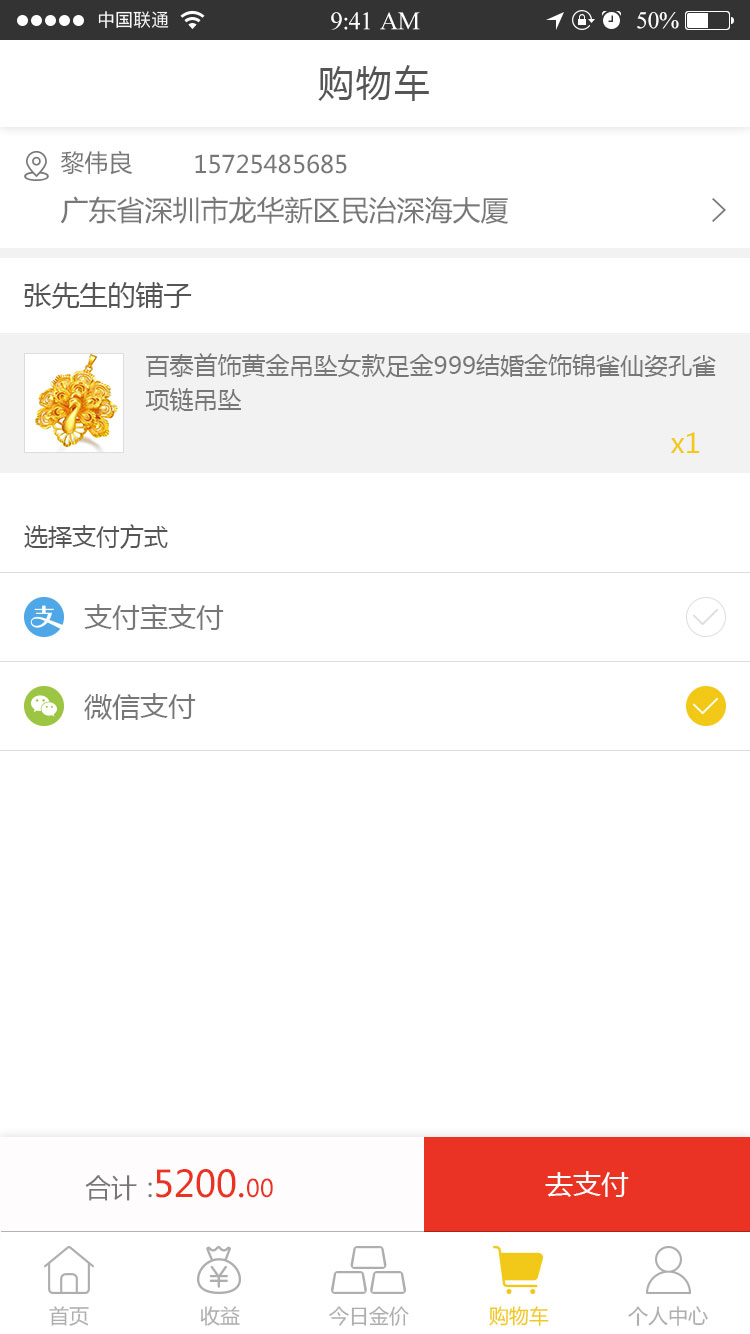 中国联通 9:41 AM 50%
购物车
黎伟良 15725485685
广东省深圳市龙华新区民治深海大厦
张先生的铺子
百泰首饰黄金吊坠女款足金999结婚金饰锦雀仙姿孔雀
项链吊坠
x1
选择支付方式
支 支付宝支付
微信支付
合计 :5200.00 去支付
¥
首页 收益 今日金价 购物车 个人中心